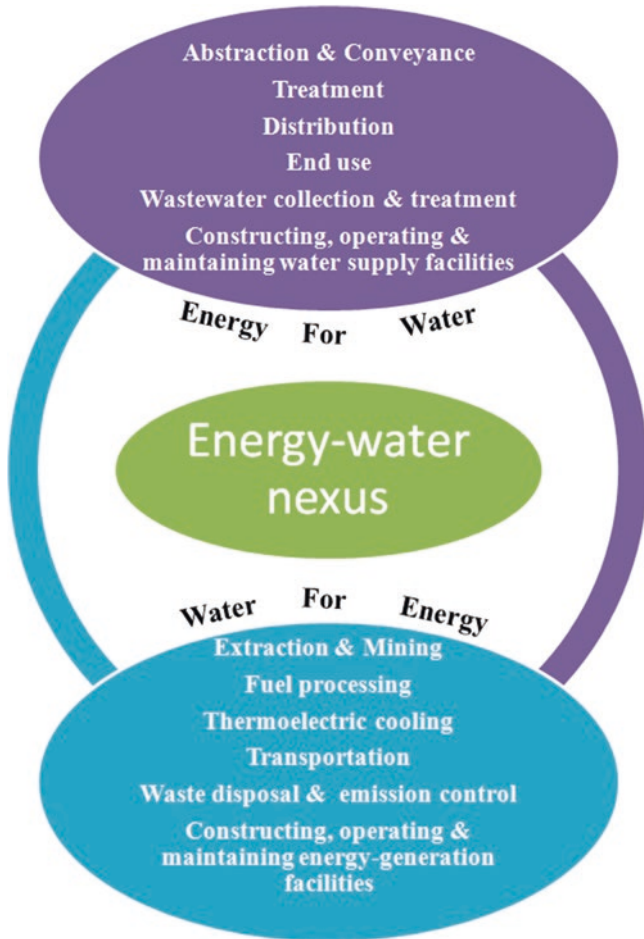 Abstraction & Conveyance
Treatment
Distribution
End use
Wastewater collection & treatment
Constructing, operating &
maintaining water supply facilities
Energy For Water
Energy-water
nexus
Water For Energy
Extraction & Mining
Fuel processing
Thermoelectric cooling
Transportation
Waste disposal & emission control
Constructing, operating &
maintaining energy-generation
facilities